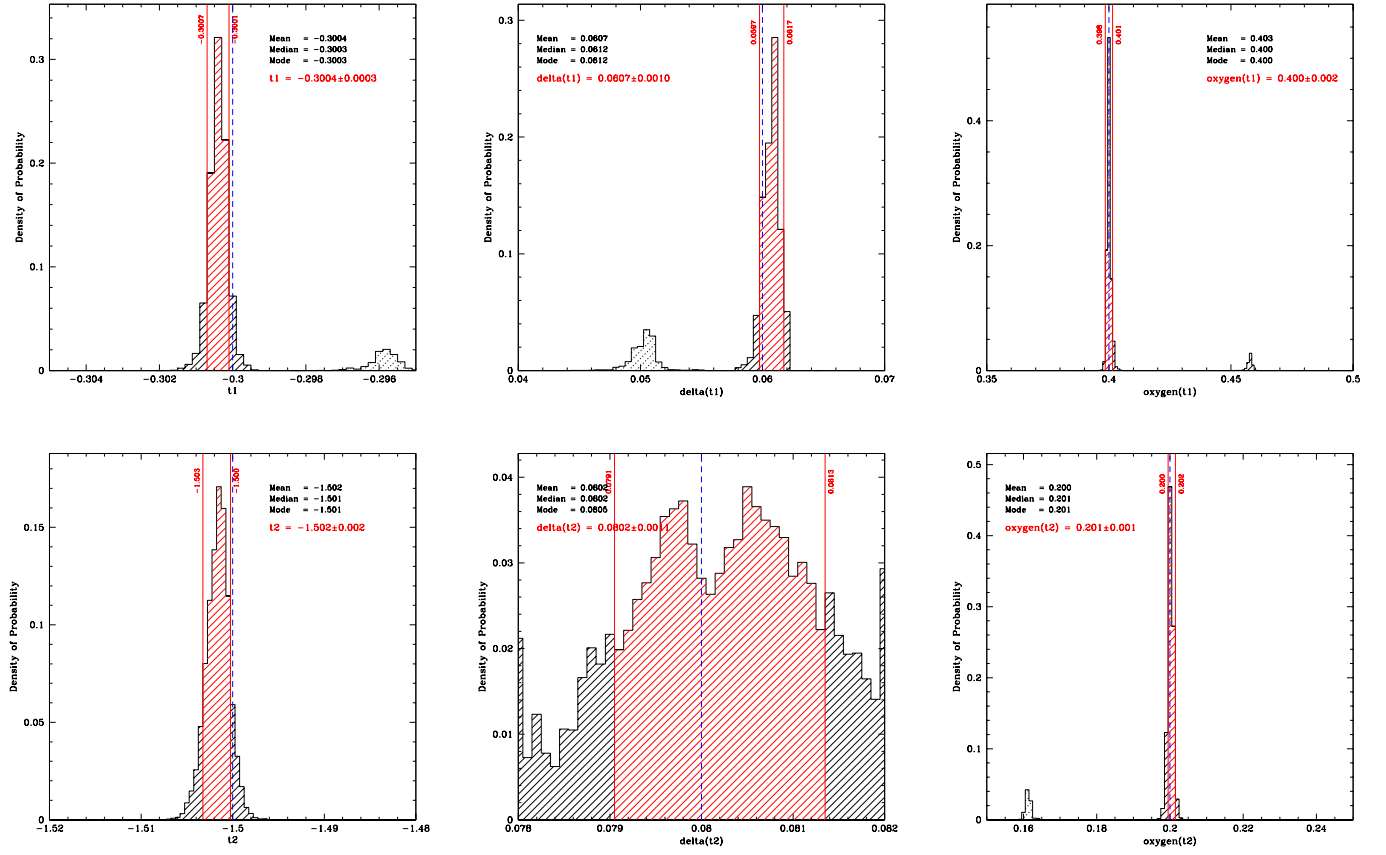 -0.3007
-0.3001
Mean = -0.3004
Median = -0.3003
Mode = -0.3003
t1 = -0.3004±0.0003
Density of Probability
0.3
0.2
0.1
0
-0.304
-0.302
-0.3
-0.298
-0.296
t1
0.0597
0.0617
Mean = 0.0607
Median = 0.0612
Mode = 0.0612
delta(t1) = 0.0607±0.0010
Density of Probability
0.3
0.2
0.1
0
0.04
0.05
0.06
0.07
delta(t1)
0.398
0.401
Mean = 0.403
Median = 0.400
Mode = 0.400
oxygen(t1) = 0.400±0.002
Density of Probability
0.4
0.2
0
0.35
0.4
0.45
0.5
oxygen(t1)
-1.503
-1.500
Mean = -1.502
Median = -1.501
Mode = -1.501
t2 = -1.502±0.002
Density of Probability
0.15
0.1
0.05
0
-1.52
-1.51
-1.5
-1.49
-1.48
t2
0.0791
0.0813
Mean = 0.0802
Median = 0.0802
Mode = 0.0805
delta(t2) = 0.0802±0.0011
Density of Probability
0.04
0.03
0.02
0.01
0
0.078
0.079
0.08
0.081
0.082
delta(t2)
0.200
0.202
Mean = 0.200
Median = 0.201
Mode = 0.201
oxygen(t2) = 0.201±0.001
Density of Probability
0.5
0.4
0.3
0.2
0.1
0
0.16
0.18
0.2
0.22
0.24
oxygen(t2)